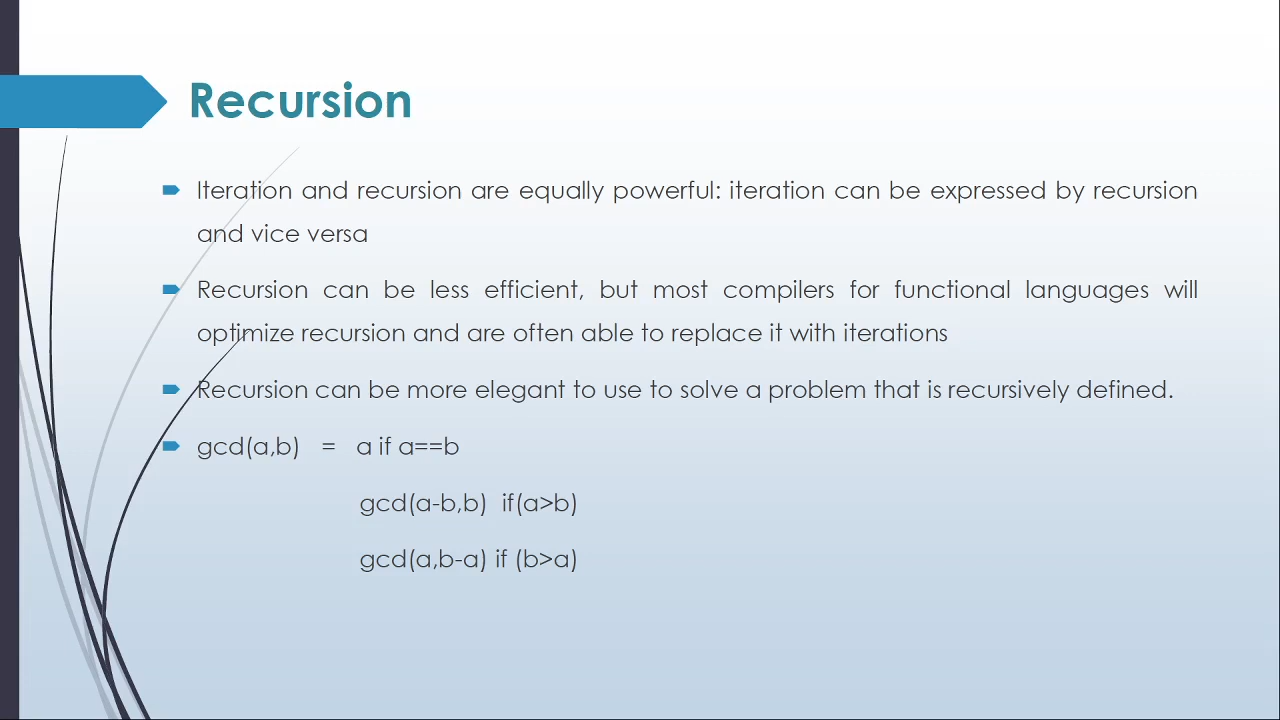 Recursion
Iteration and recursion are equally powerful: iteration can be expressed by recursion
and vice versa
Recursion can be less efficient, but most compilers for functional languages will
optimize recursion and are often able to replace it with iterations
Recursion can be more elegant to use to solve a problem that is recursively defined.
gcd(a,b) = a if a==b
gcd(a-b,b) if(a>b)
gcd(a,b-a) if (b>a)